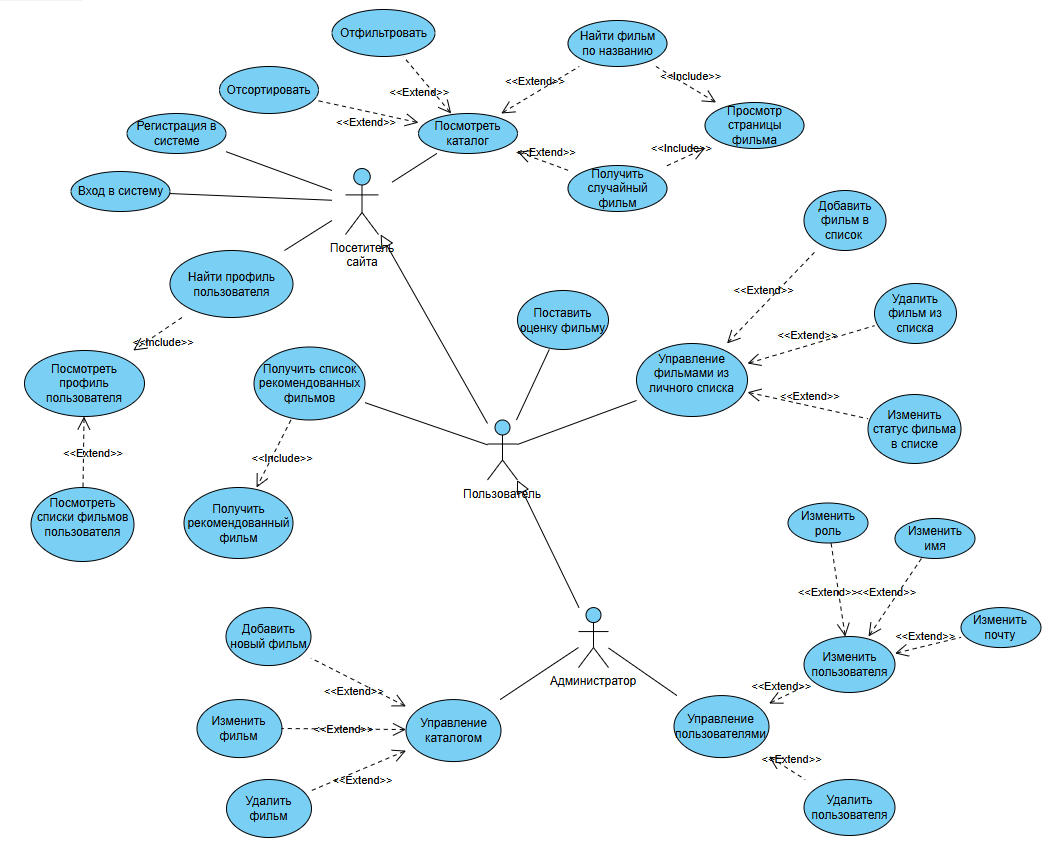 Отфильтровать
Найти фильм
по названию
<<Extend>>
<<Include>>
Отсортировать
<<Extend>>
<<Extend>>
Регистрация в
системе
Посмотреть
каталог
Просмотр
страницы
фильма
<<Extend>>
<<Include>>
Вход в систему
Получить
случайный
фильм
Посетитель
сайта
Добавить
фильм в
список
Найти профиль
пользователя
<<Extend>>
Удалить
фильм из
списка
Поставить
оценку фильму
<<Include>>
<<Extend>>
Посмотреть
профиль
пользователя
Получить список
рекомендованных
фильмов
Управление
фильмами из
личного списка
<<Extend>>
Изменить
статус фильма
в списке
<<Extend>>
<<Include>>
Пользователь
Посмотреть
списки фильмов
пользователя
Получить
рекомендованный
фильм
Изменить
роль
Изменить
имя
<<Extend>>
<<Extend>>
Добавить
новый фильм
Изменить
почту
<<Extend>>
Администратор
Изменить
пользователя
<<Extend>>
<<Extend>>
Изменить
фильм
<<Extend>>
Управление
каталогом
Управление
пользователями
<<Extend>>
<<Extend>>
Удалить
фильм
Удалить
пользователя